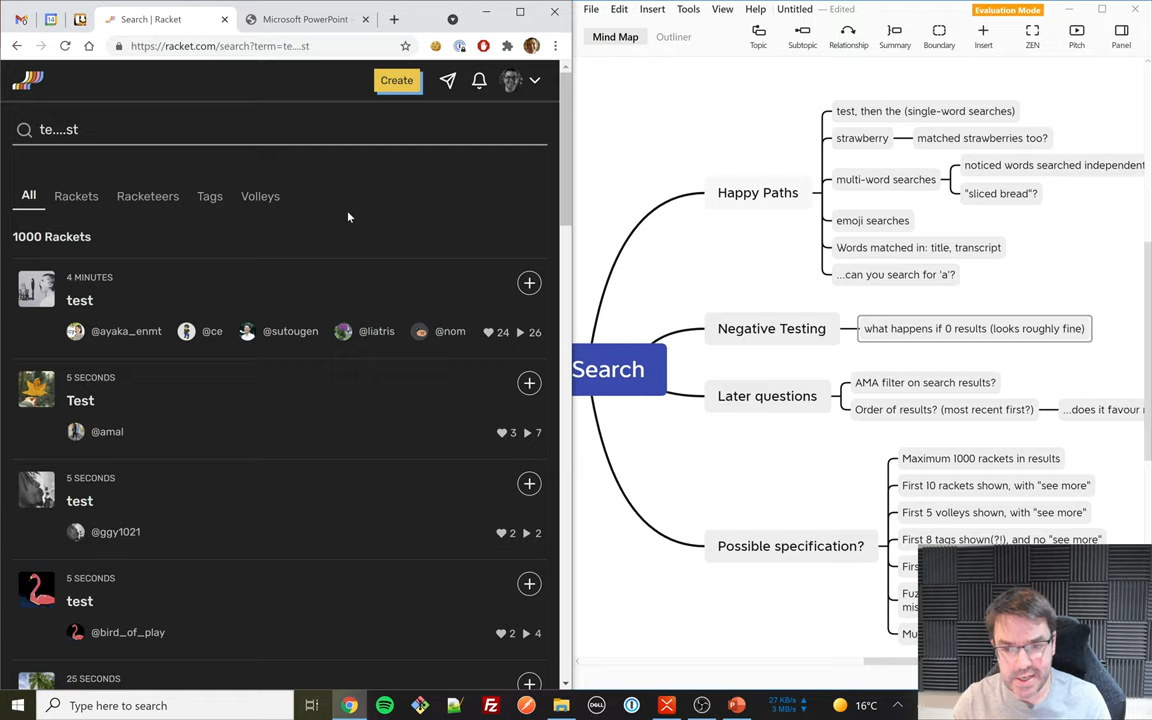 Search | Racket
Microsoft PowerPoint
https://racket.com/search?term=te....st
Create
te....st
All Rackets Racketeers Tags Volleys
1000 Rackets
4 MINUTES
test
@ayaka_enmt @ce @sutougen @liatris @nom 24 26
5 SECONDS
Test
@amal 3 7
5 SECONDS
test
@ggy1021 2 2
5 SECONDS
test
@bird_of_play 2 4
25 SECONDS
File Edit Insert Tools View Help Untitled — Edited
Evaluation Mode
Mind Map Outliner
Topic Subtopic Relationship Summary Boundary Insert ZEN Pitch Panel
Search
Happy Paths
test, then the (single-word searches)
strawberry matched strawberries too?
multi-word searches
noticed words searched independent
"sliced bread"?
emoji searches
Words matched in: title, transcript
...can you search for 'a'?
Negative Testing what happens if 0 results (looks roughly fine)
Later questions
AMA filter on search results?
Order of results? (most recent first?) ...does it favour
Possible specification?
Maximum 1000 rackets in results
First 10 rackets shown, with "see more"
First 5 volleys shown, with "see more"
First 8 tags shown(?!), and no "see more"
Type here to search
27 KB/s
3 MB/s
16°C